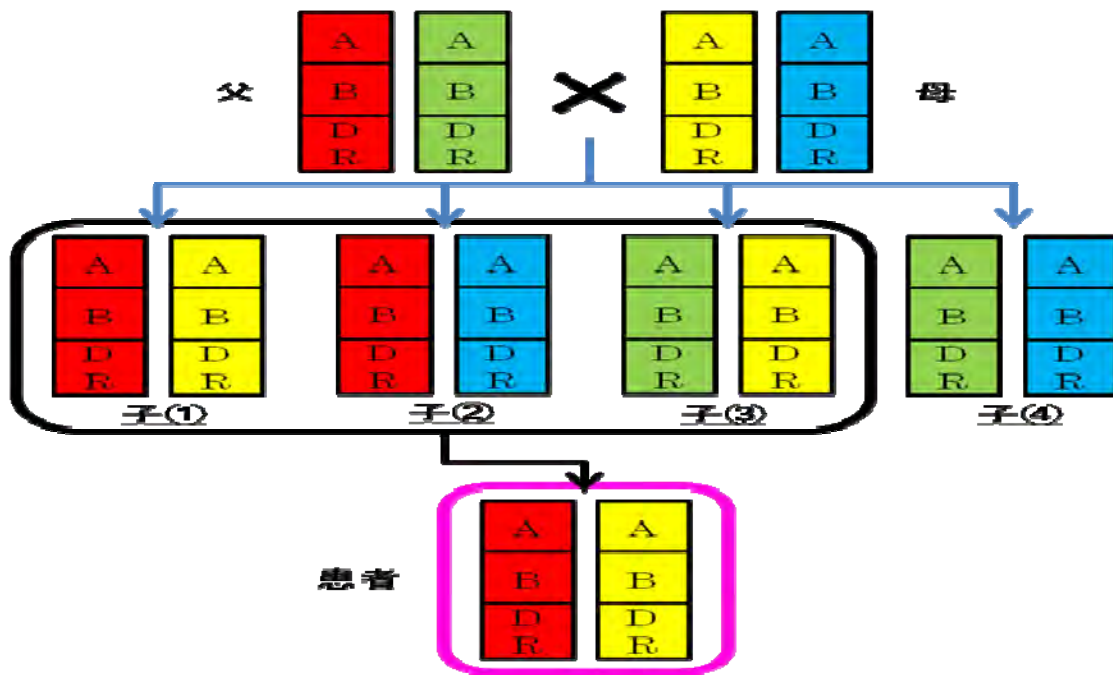 A A A A
父 B B B B 母
D D D D
R R R R
A A A A A A A A
B B B B B B B B
D D D D D D D D
R R R R R R R R
子① 子② 子③ 子④
A A
患者 B B
D D
R R